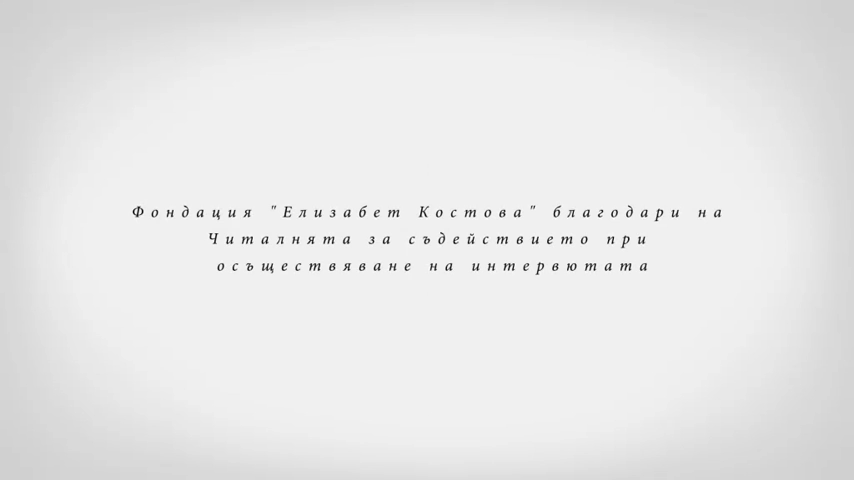 Фондация "Елизабет Костова" благодари на
Читалнята за съдействието при
осъществяване на интервютата